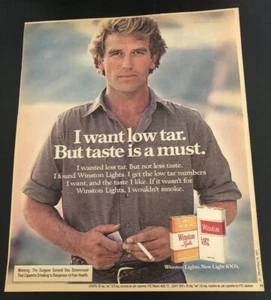 I want low tar.
But taste is a must.
I wanted less tar. But not less taste.
I found Winston Lights. I get the low tar numbers
I want, and the taste I like. If it wasn't for
Winston Lights, I wouldn't smoke.
Winston
Lights
Winston
Winston Lights. New Light 100's.
Warning: The Surgeon General Has Determined
That Cigarette Smoking Is Dangerous to Your Health.